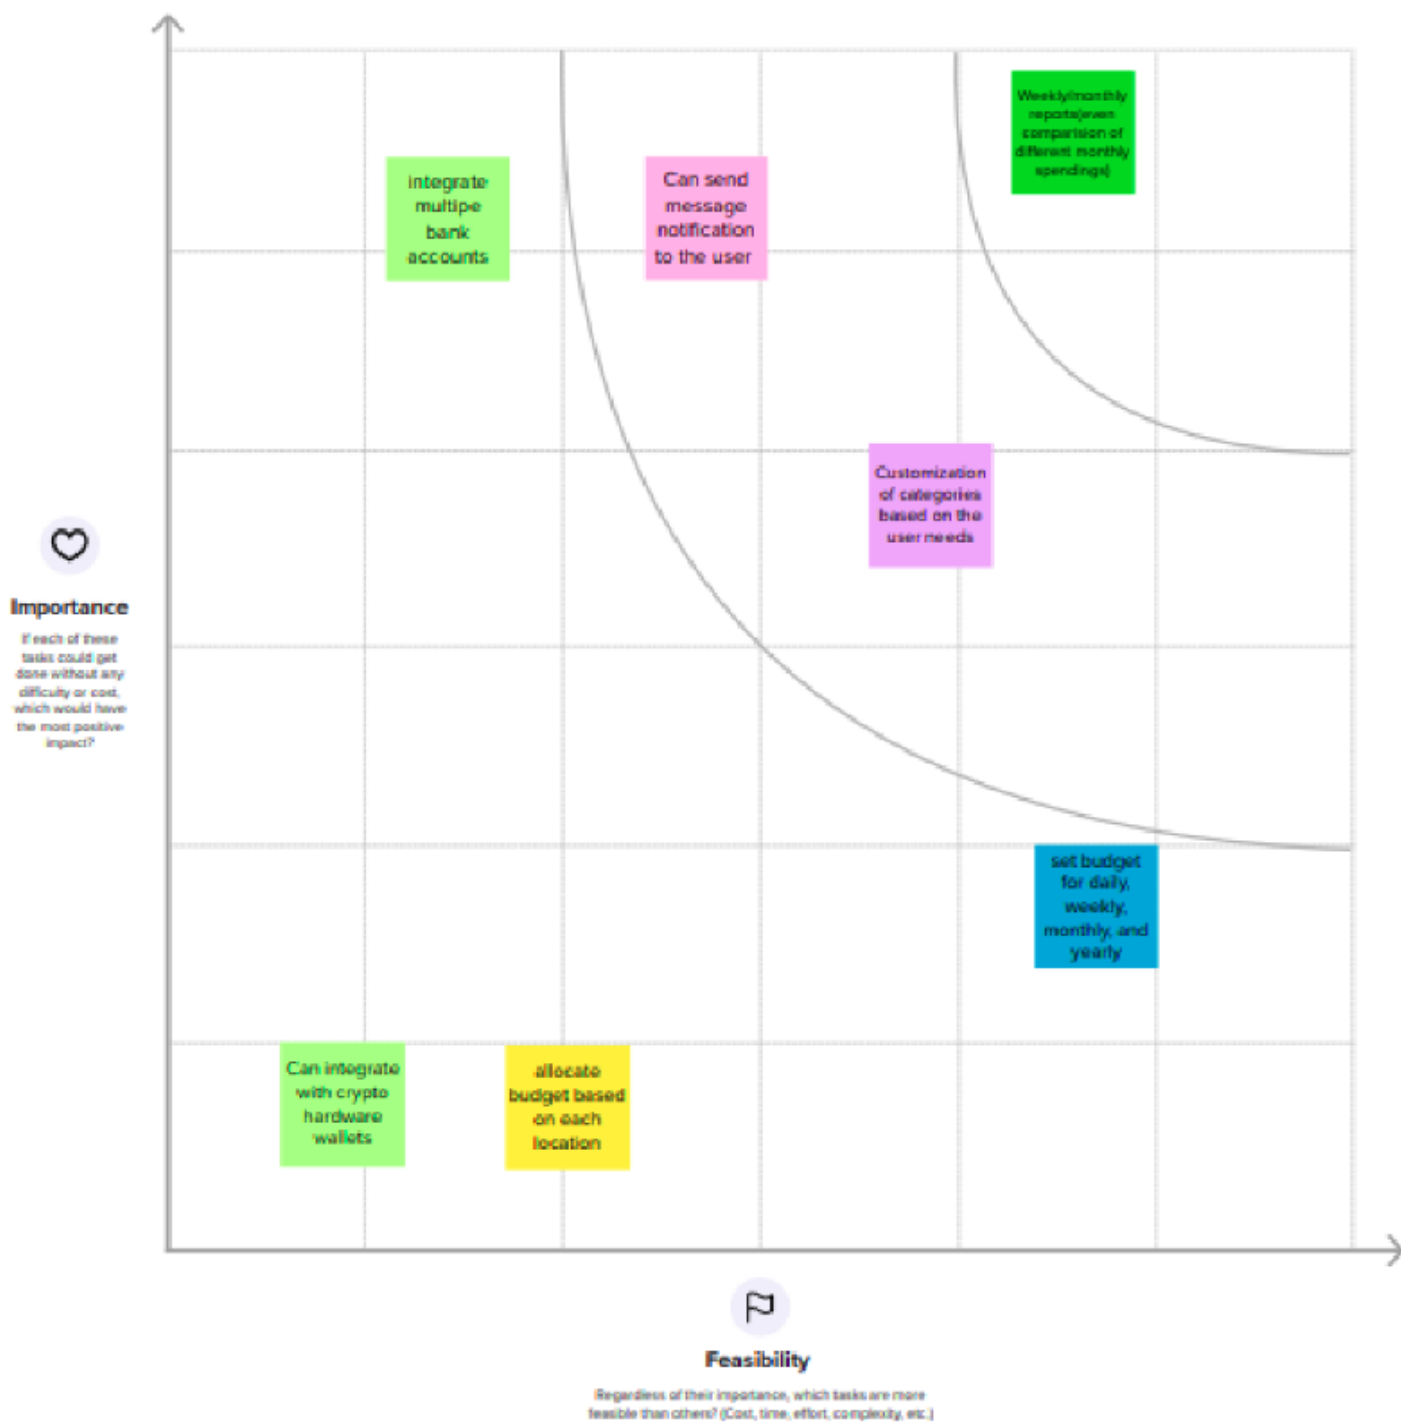 Weekly/monthly
reports(even
comparision of
different monthly
spendings)
integrate
multipe
bank
accounts
Can send
message
notification
to the user
Customization
of categories
based on the
user needs
Importance
If each of these
tasks could get
done without any
difficulty or cost,
which would have
the most positive
impact?
set budget
for daily,
weekly,
monthly, and
yearly
Can integrate
with crypto
hardware
wallets
allocate
budget based
on each
location
Feasibility
Regardless of their importance, which tasks are more
feasible than others? (Cost, time, effort, complexity, etc.)